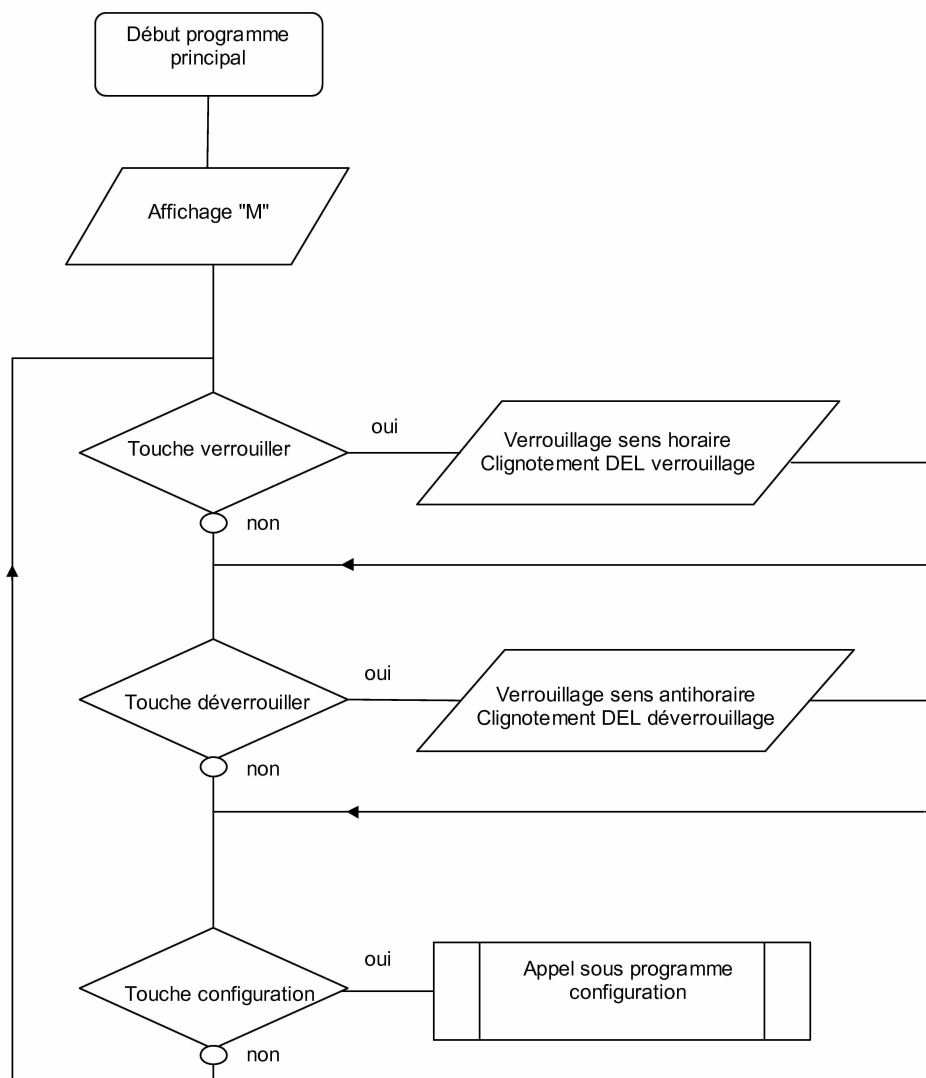 Début programme
principal
Affichage "M"
Touche verrouiller
oui
Verrouillage sens horaire
Clignotement DEL verrouillage
non
Touche déverrouiller
oui
Verrouillage sens antihoraire
Clignotement DEL déverrouillage
non
Touche configuration
oui
Appel sous programme
configuration
non